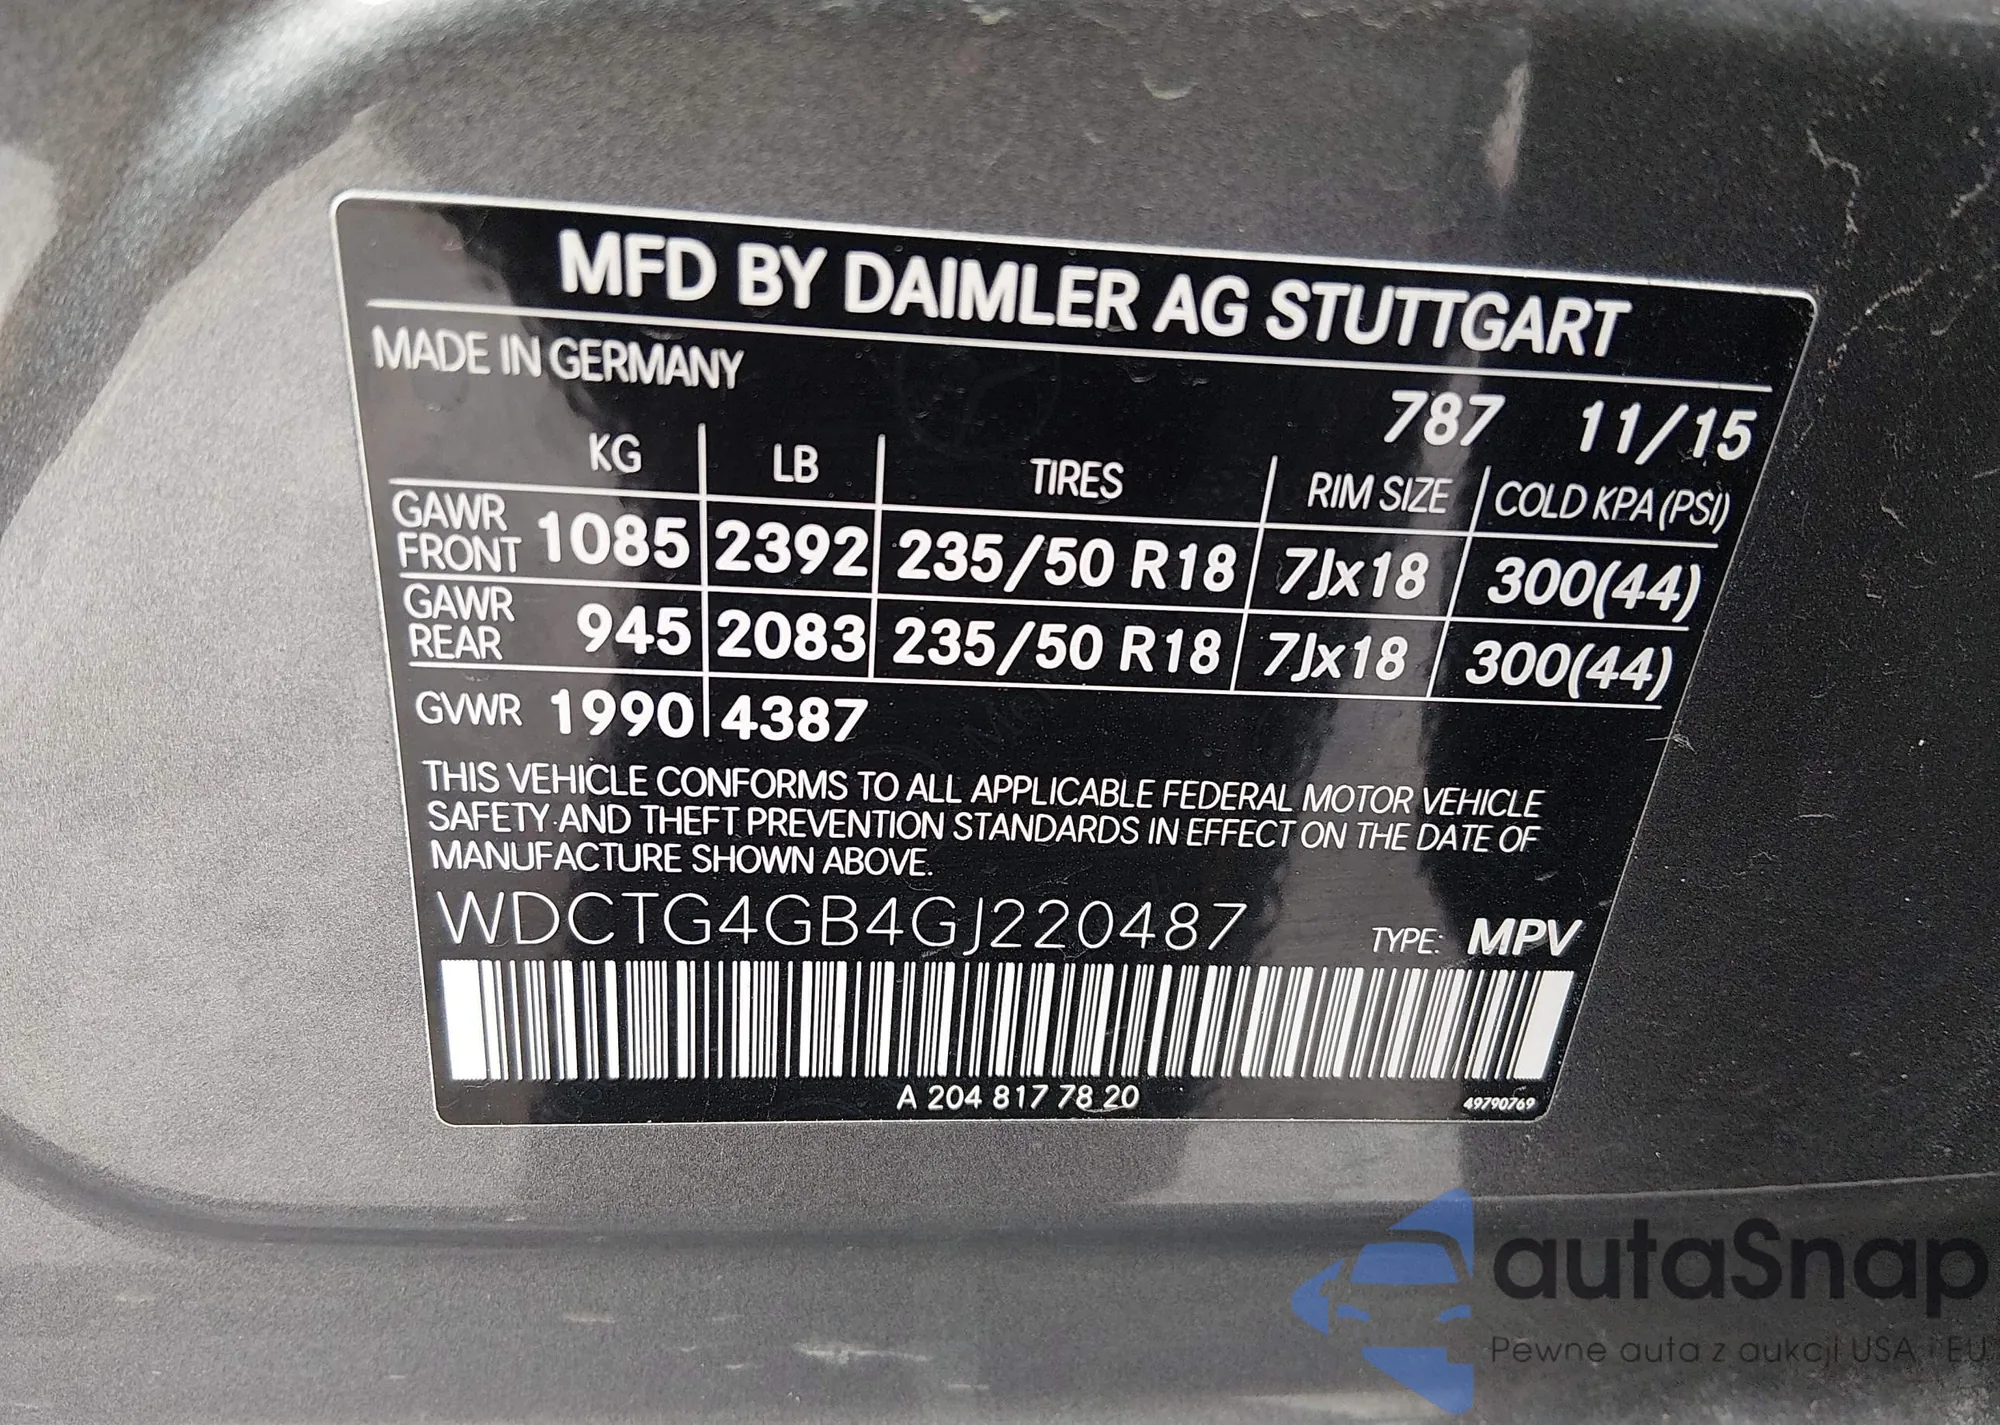 MFD BY DAIMLER AG STUTTGART
MADE IN GERMANY
787 11/15
KG LB TIRES RIM SIZE COLD KPA (PSI)
GAWR FRONT 1085 2392 235/50 R18 7Jx18 300(44)
GAWR REAR 945 2083 235/50 R18 7Jx18 300(44)
GVWR 1990 4387
THIS VEHICLE CONFORMS TO ALL APPLICABLE FEDERAL MOTOR VEHICLE
SAFETY AND THEFT PREVENTION STANDARDS IN EFFECT ON THE DATE OF
MANUFACTURE SHOWN ABOVE.
WDCTG4GB4GJ220487 TYPE: MPV
A 204 817 78 20 49790769
autaSnap
Pewne auta z aukcji USA i EU